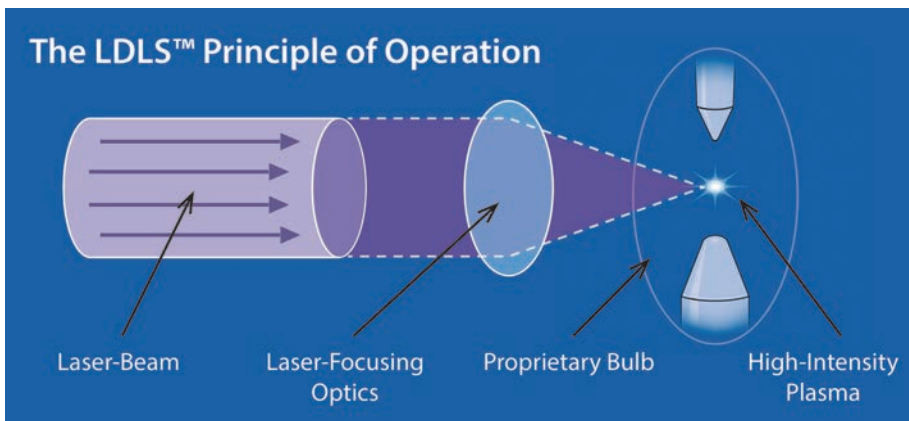 The LDLS™ Principle of Operation
Laser-Beam
Laser-Focusing
Optics
Proprietary Bulb
High-Intensity
Plasma